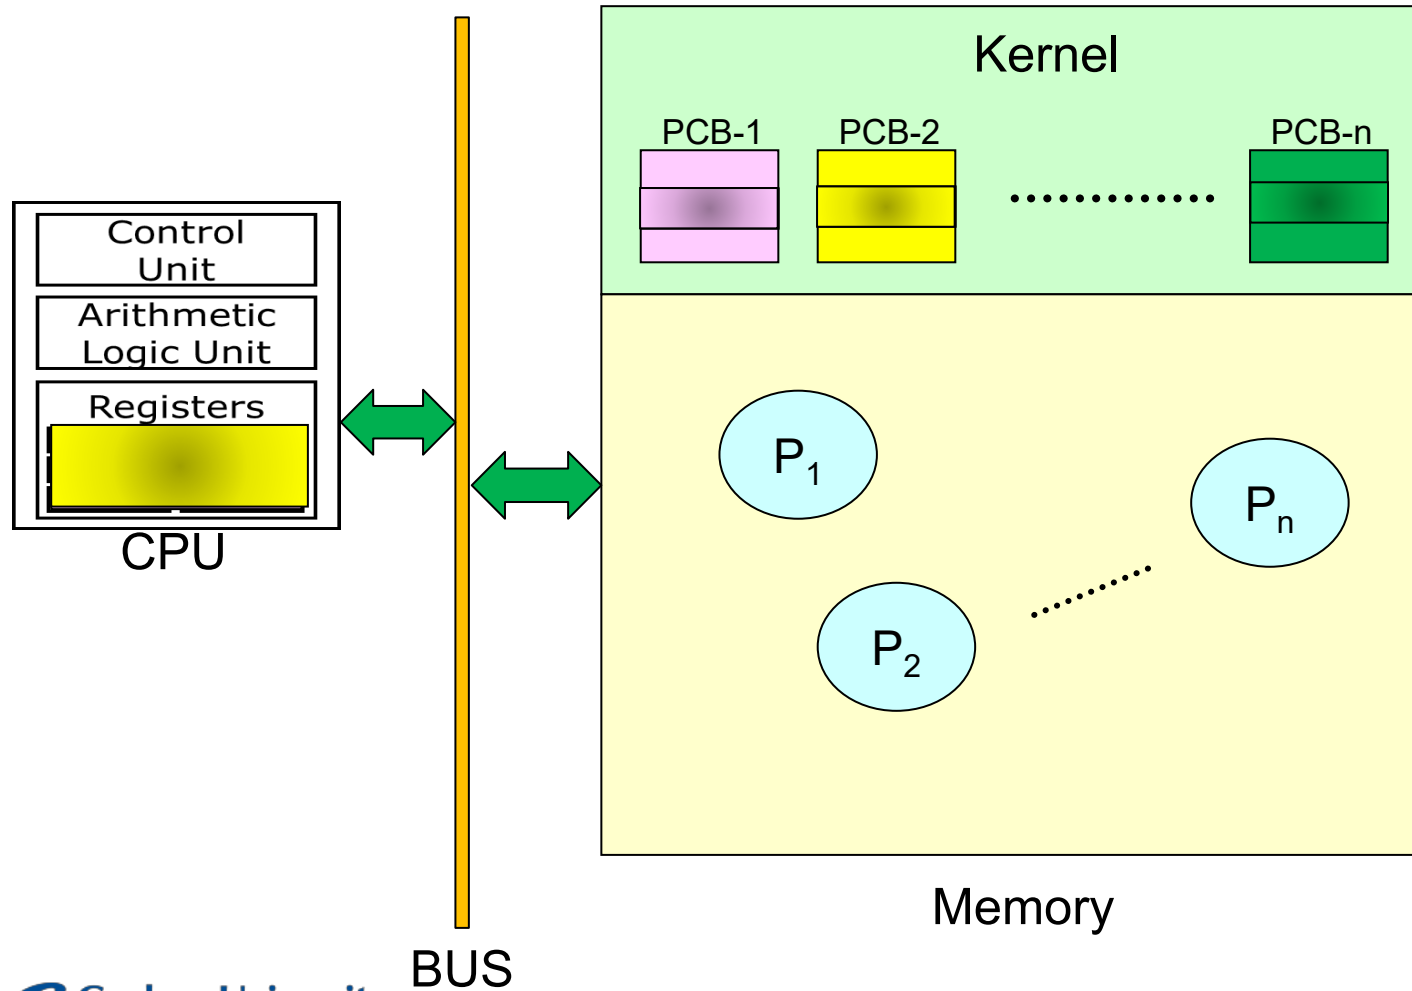 Kernel
PCB-1 PCB-2 PCB-n
Control
Unit
Arithmetic
Logic Unit
Registers
CPU
P1
Pn
P2
Memory
BUS